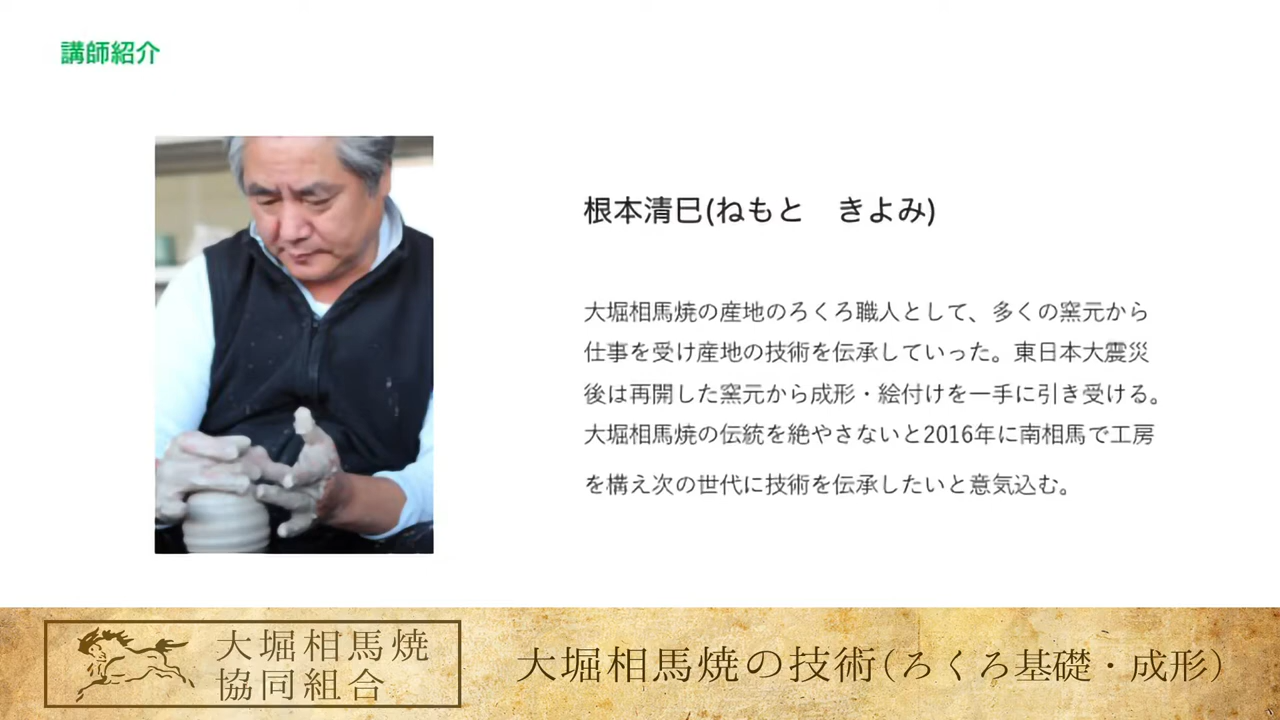 講師紹介
根本清巳(ねもと　きよみ)
大堀相馬焼の産地のろくろ職人として、多くの窯元から
仕事を受け産地の技術を伝承していった。東日本大震災
後は再開した窯元から成形・絵付けを一手に引き受ける。
大堀相馬焼の伝統を絶やさないと2016年に南相馬で工房
を構え次の世代に技術を伝承したいと意気込む。
大堀相馬焼
協同組合
大堀相馬焼の技術(ろくろ基礎・成形)